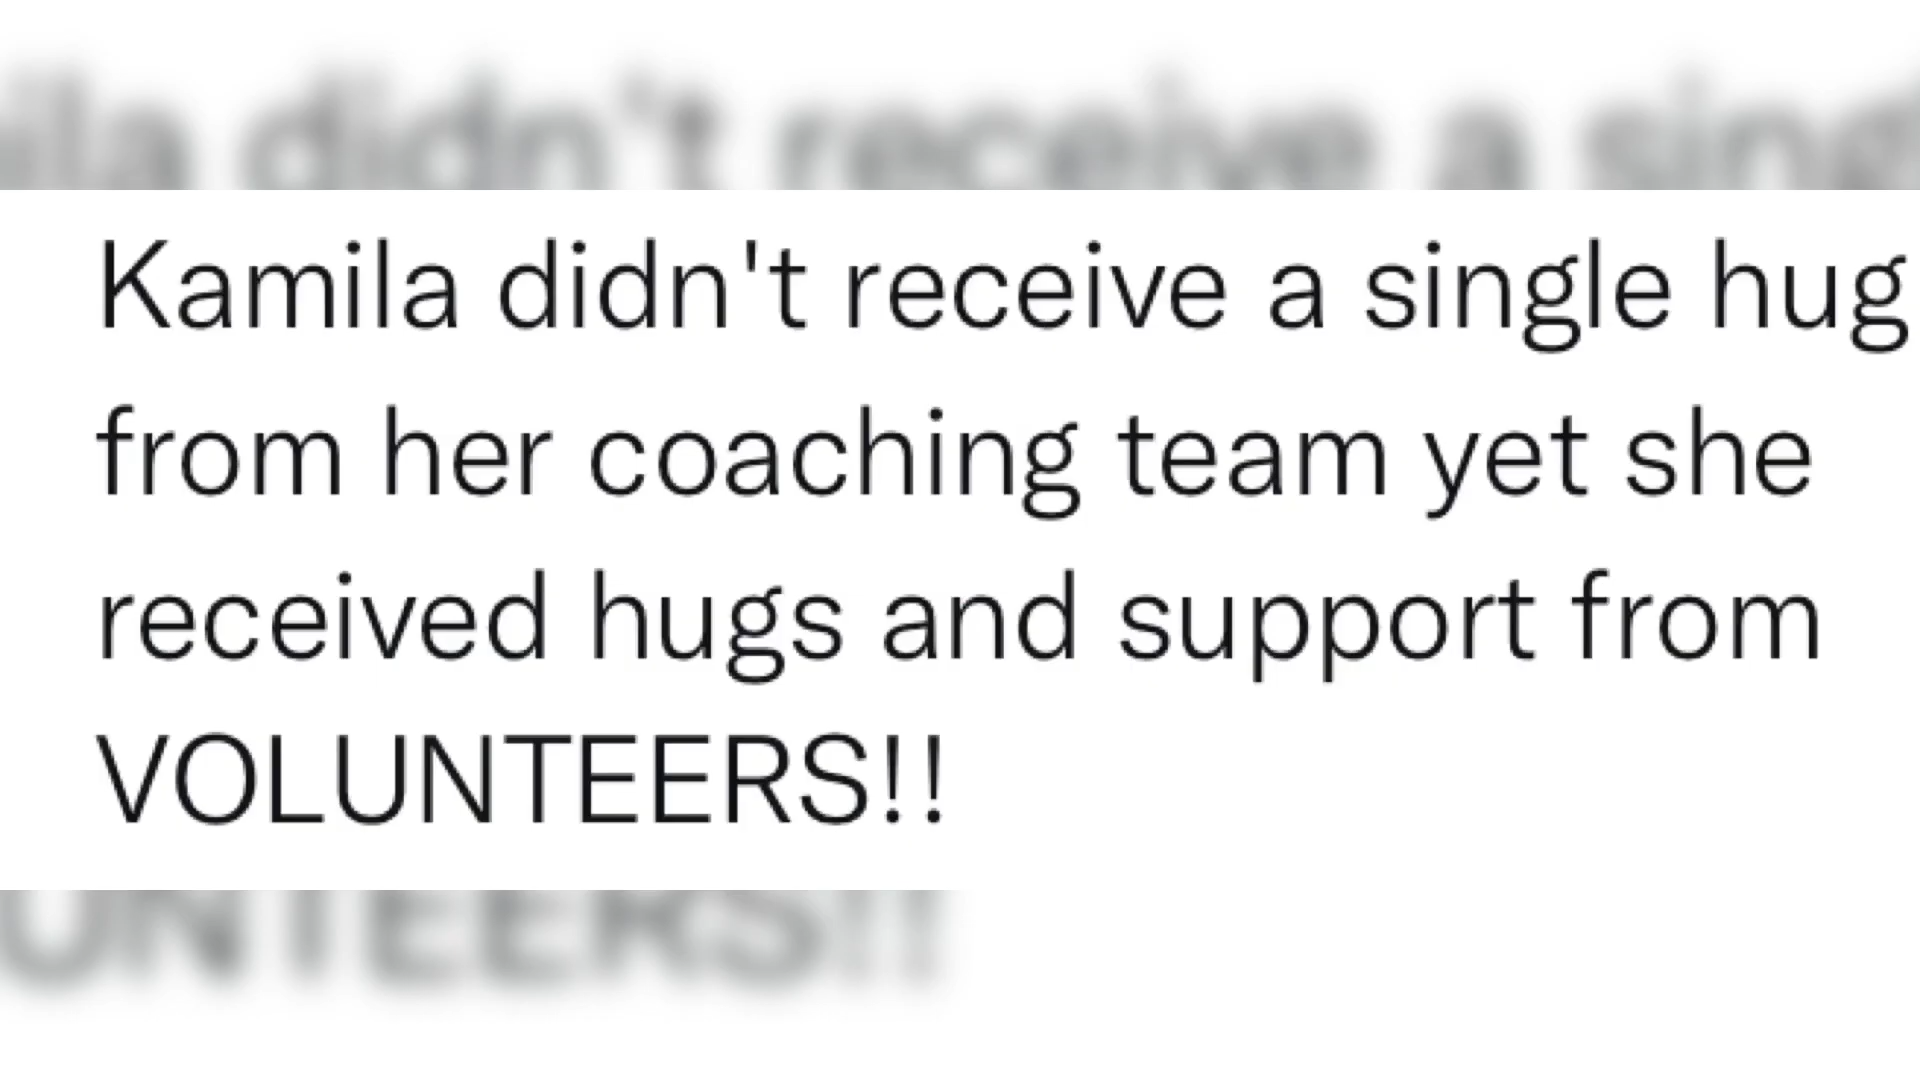 Kamila didn't receive a single hug
from her coaching team yet she
received hugs and support from
VOLUNTEERS!!